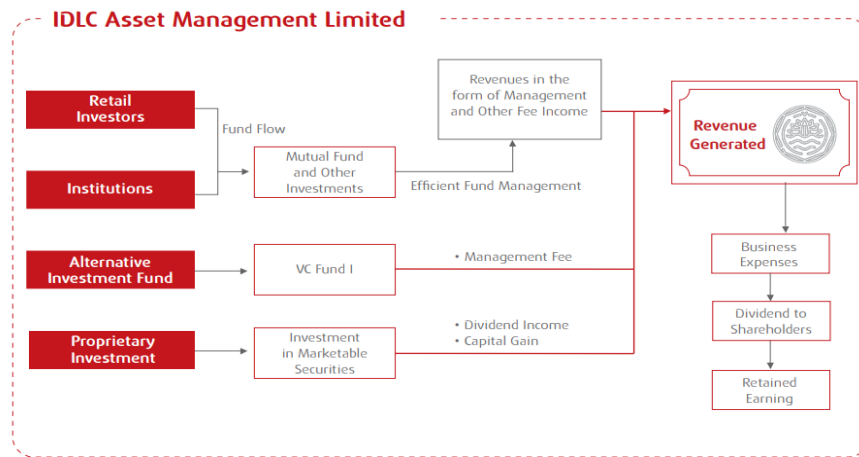 IDLC Asset Management Limited
Retail
Investors
Fund Flow
Institutions
Mutual Fund
and Other
Investments
Efficient Fund Management
Revenues in the
form of Management
and Other Fee Income
Revenue
Generated
Alternative
Investment Fund
VC Fund I
• Management Fee
Proprietary
Investment
Investment
in Marketable
Securities
• Dividend Income
• Capital Gain
Business
Expenses
Dividend to
Shareholders
Retained
Earning